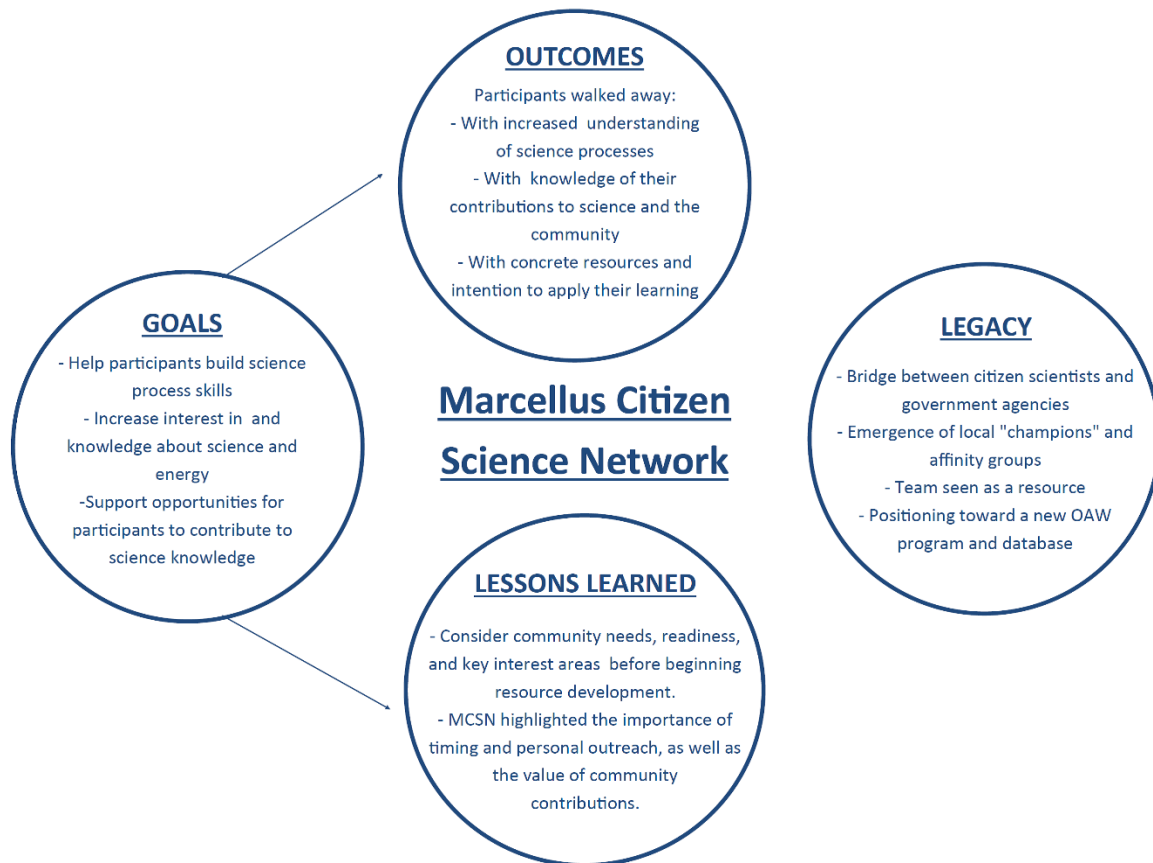 OUTCOMES
Participants walked away:
- With increased understanding
of science processes
- With knowledge of their
contributions to science and the
community
- With concrete resources and
intention to apply their learning
GOALS
- Help participants build science
process skills
- Increase interest in and
knowledge about science and
energy
-Support opportunities for
participants to contribute to
science knowledge
Marcellus Citizen
Science Network
LEGACY
- Bridge between citizen scientists and
government agencies
- Emergence of local "champions" and
affinity groups
- Team seen as a resource
- Positioning toward a new OAW
program and database
LESSONS LEARNED
- Consider community needs, readiness,
and key interest areas before beginning
resource development.
- MCSN highlighted the importance of
timing and personal outreach, as well as
the value of community
contributions.